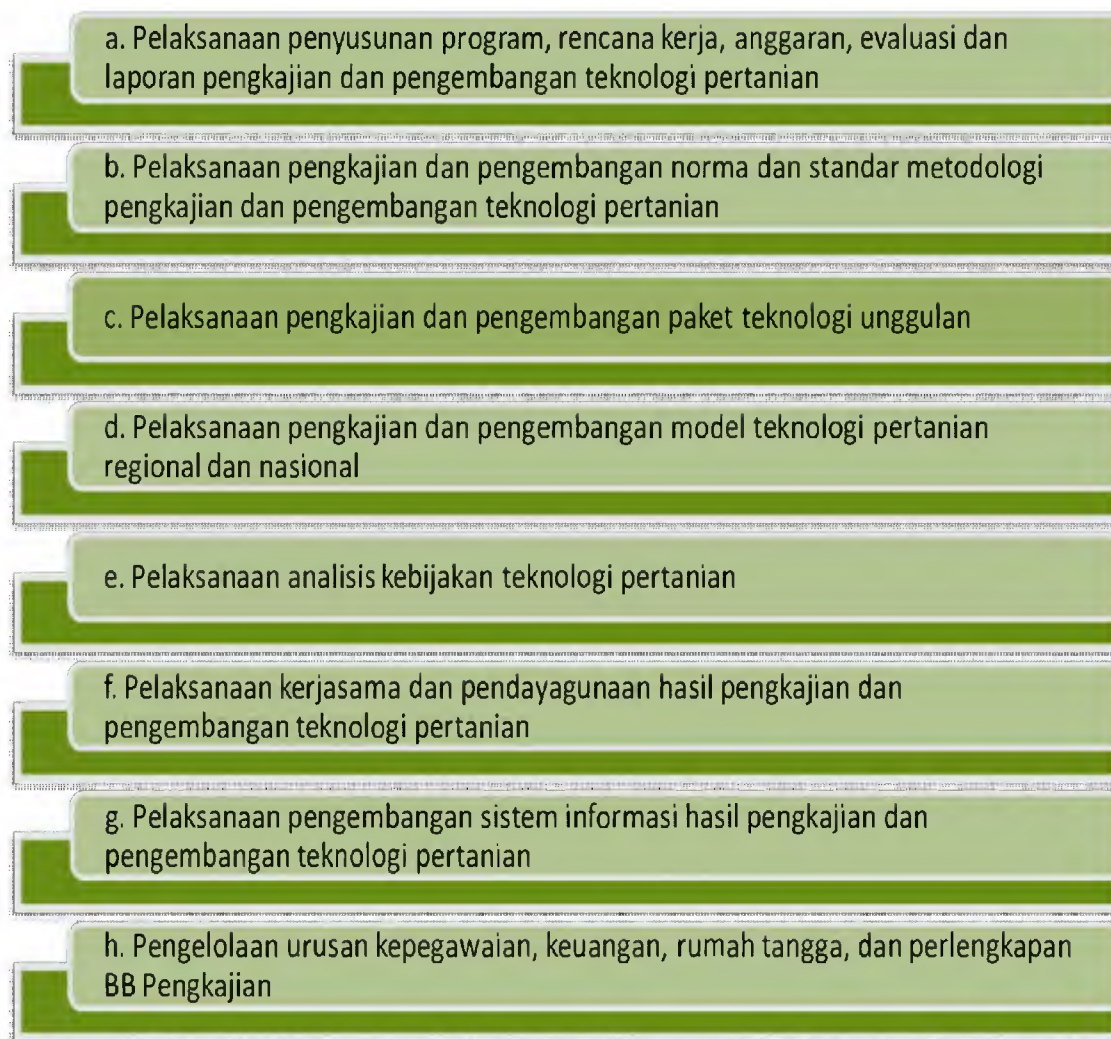 a. Pelaksanaan penyusunan program, rencana kerja, anggaran, evaluasi dan
laporan pengkajian dan pengembangan teknologi pertanian
b. Pelaksanaan pengkajian dan pengembangan norma dan standar metodologi
pengkajian dan pengembangan teknologi pertanian
c. Pelaksanaan pengkajian dan pengembangan paket teknologi unggulan
d. Pelaksanaan pengkajian dan pengembangan model teknologi pertanian
regional dan nasional
e. Pelaksanaan analisis kebijakan teknologi pertanian
f. Pelaksanaan kerjasama dan pendayagunaan hasil pengkajian dan
pengembangan teknologi pertanian
g. Pelaksanaan pengembangan sistem informasi hasil pengkajian dan
pengembangan teknologi pertanian
h. Pengelolaan urusan kepegawaian, keuangan, rumah tangga, dan perlengkapan
BB Pengkajian